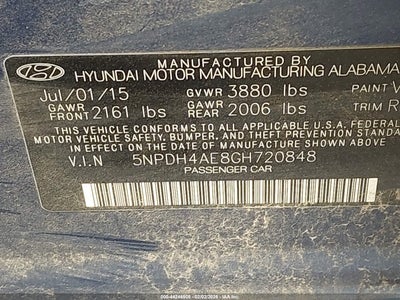 MANUFACTURED BY
HYUNDAI MOTOR MANUFACTURING ALABAMA
Jul/01/15 GVWR 3880 lbs PAINT
GAWR FRONT 2161 lbs GAWR REAR 2006 lbs TRIM
THIS VEHICLE CONFORMS TO ALL APPLICABLE U.S. FEDERAL
MOTOR VEHICLE SAFETY, BUMPER, AND THEFT PREVENTION
STANDARDS IN EFFECT ON THE DATE OF MANUFACTURE SHOWN ABOVE.
V.I.N 5NPDH4AE8GH720848
PASSENGER CAR